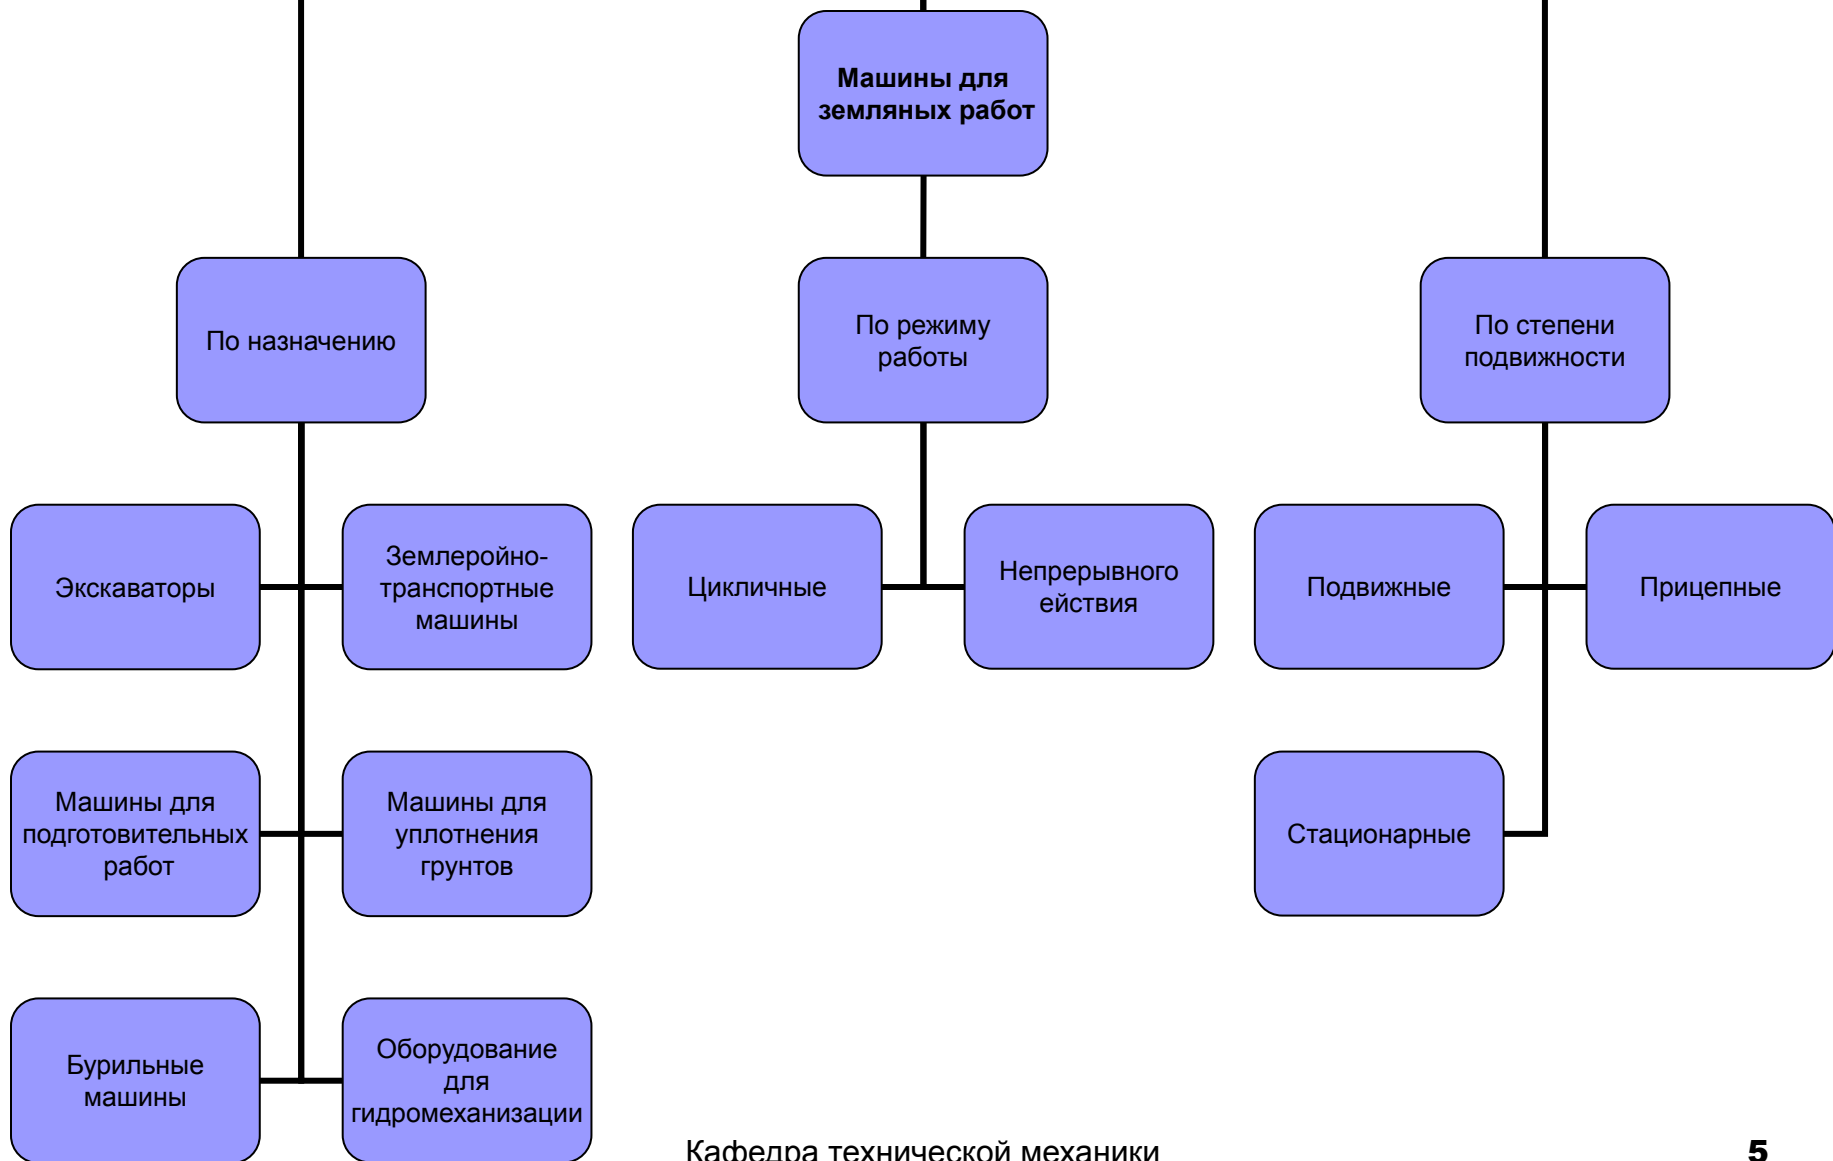 Машины для
земляных работ
По назначению
По режиму
работы
По степени
подвижности
Экскаваторы
Землеройно-
транспортные
машины
Цикличные
Непрерывного
ействия
Подвижные
Прицепные
Машины для
подготовительных
работ
Машины для
уплотнения
грунтов
Стационарные
Бурильные
машины
Оборудование
для
гидромеханизации
Кафедра технической механики
5